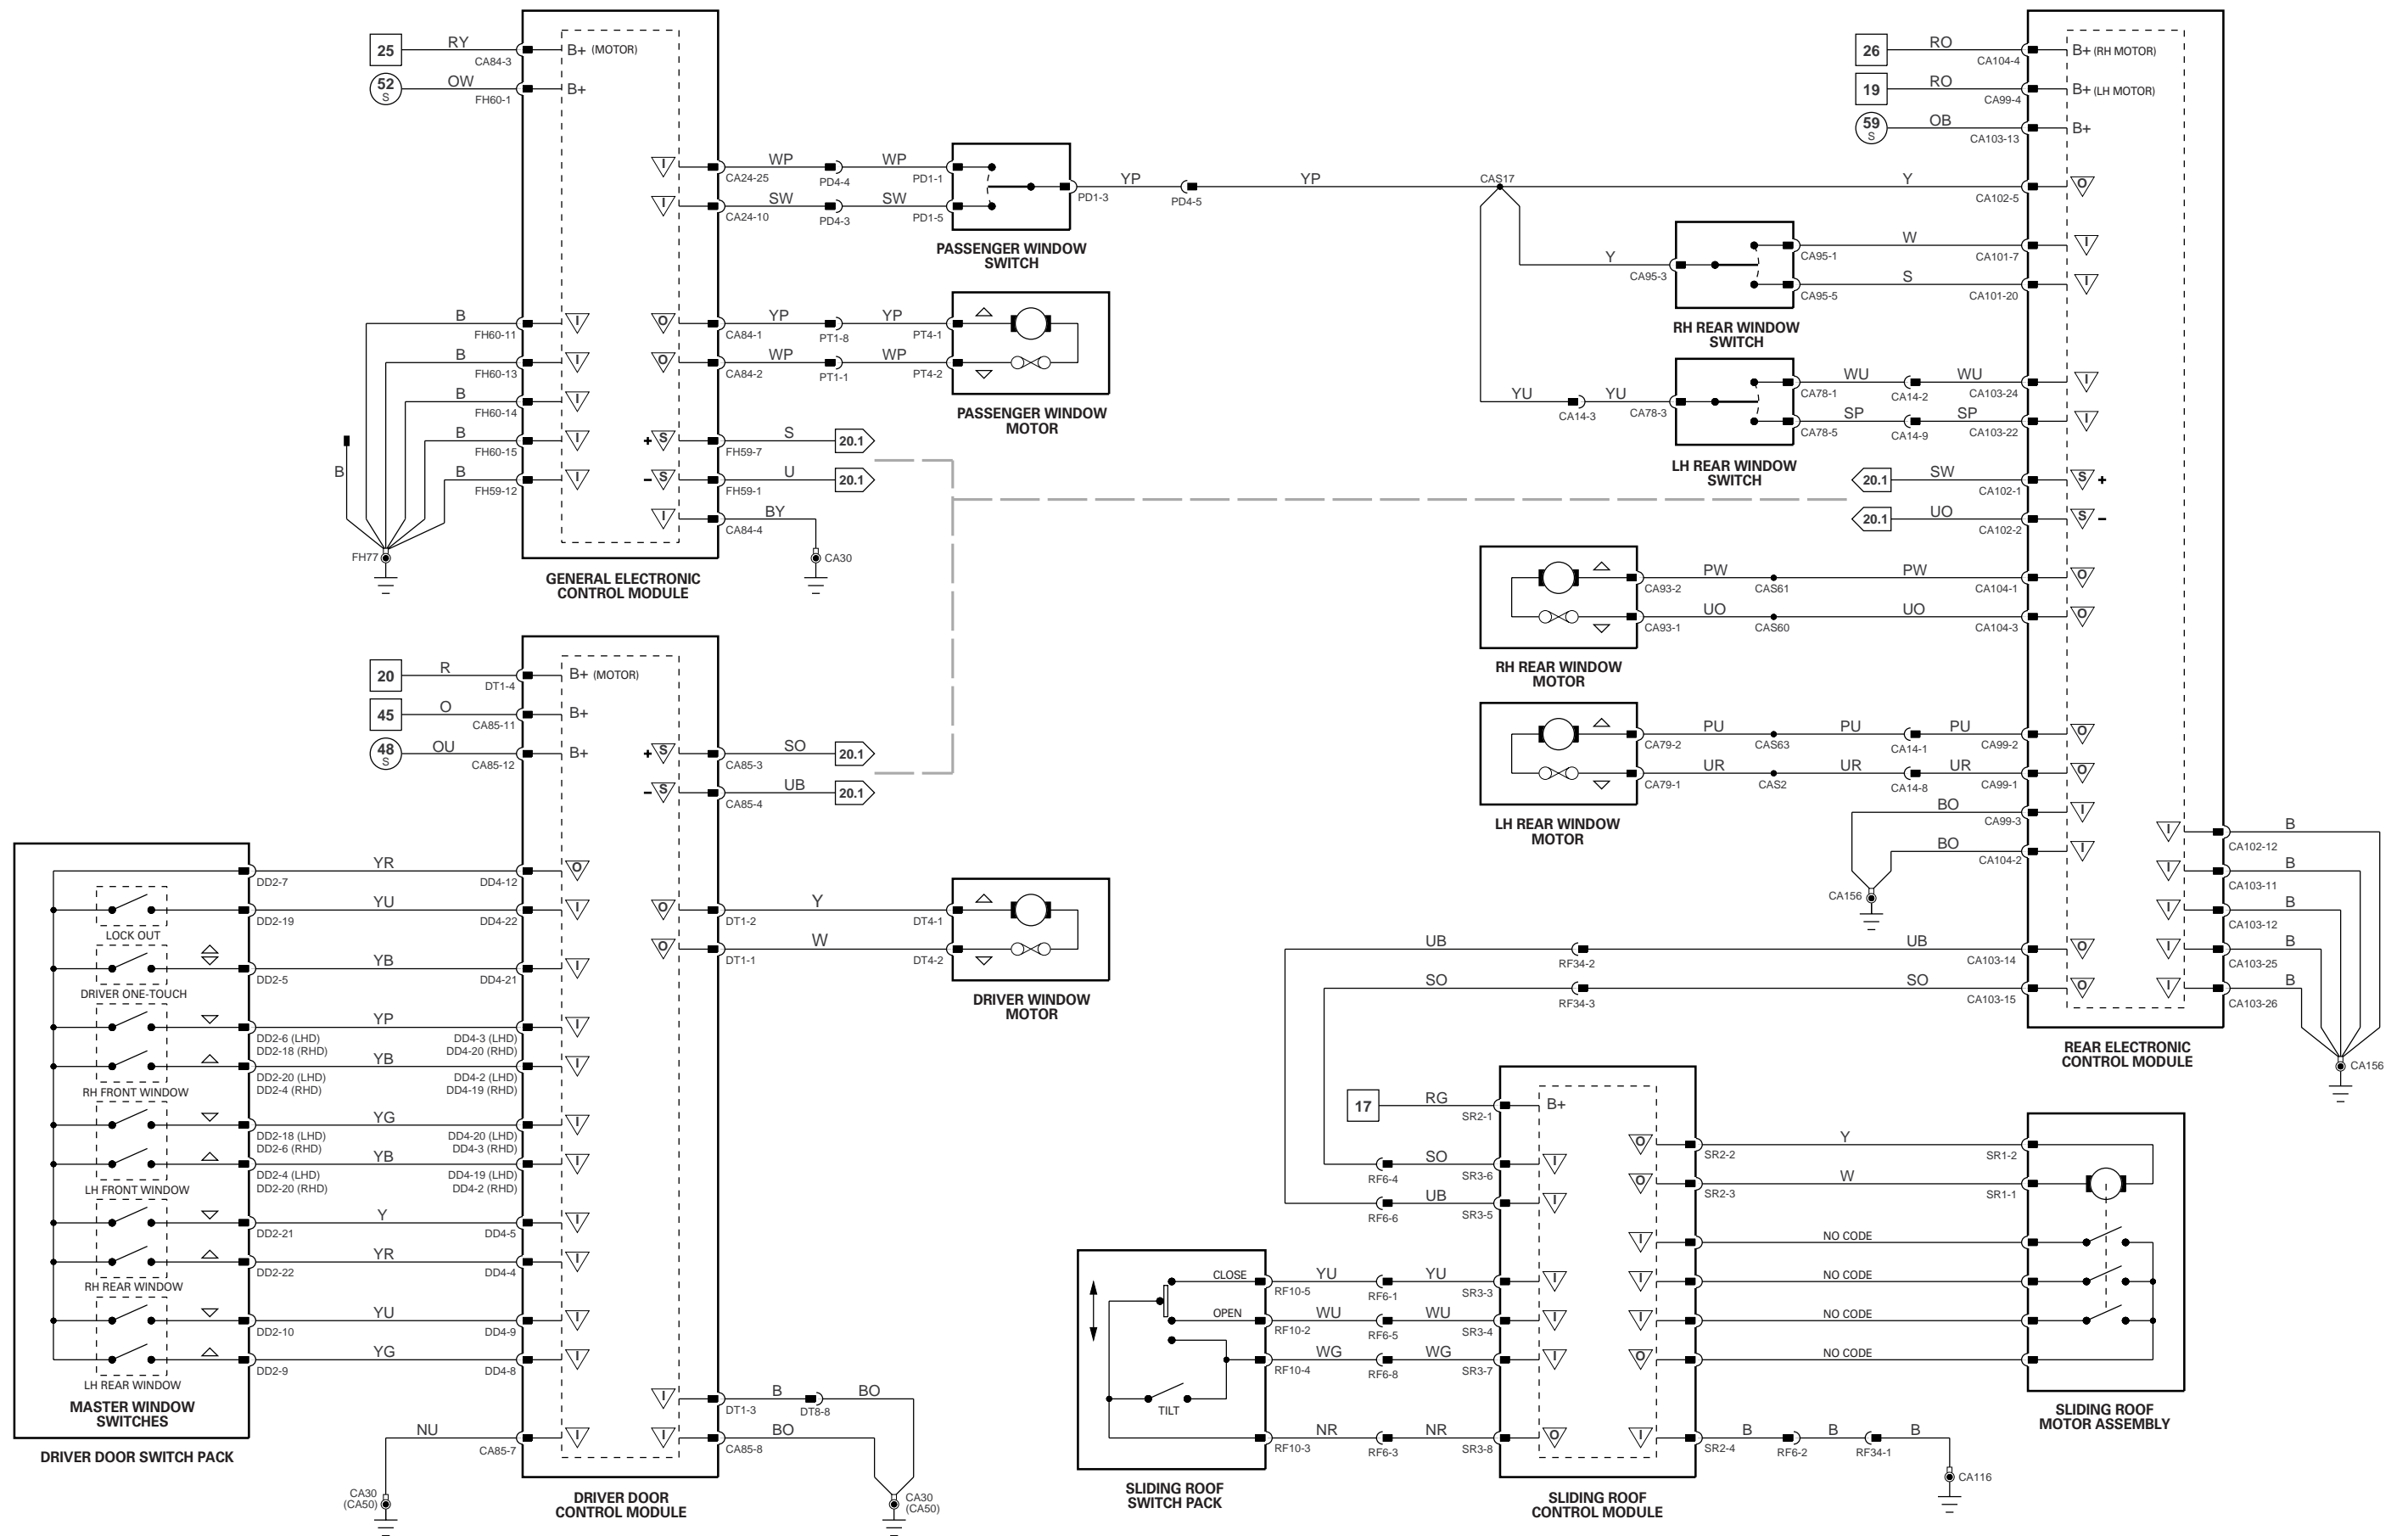 25
RY
CA84-3
B+ (MOTOR)
52
S
OW
FH60-1
B+
I
CA24-25
WP
PD4-4
WP
PD1-1
I
CA24-10
SW
PD4-3
SW
PD1-5
PD1-3
YP
PD4-5
YP
CAS17
Y
CA102-5
O
PASSENGER WINDOW
SWITCH
B
FH60-11
I
O
CA84-1
YP
PT1-8
YP
PT4-1
B
FH60-13
I
O
CA84-2
WP
PT1-1
WP
PT4-2
PASSENGER WINDOW
MOTOR
B
FH60-14
I
B
FH60-15
I
+ S
FH59-7
S
20.1
B
B
FH59-12
I
– S
FH59-1
U
20.1
I
CA84-4
BY
CA30
FH77
GENERAL ELECTRONIC
CONTROL MODULE
26
RO
CA104-4
B+ (RH MOTOR)
19
RO
CA99-4
B+ (LH MOTOR)
59
S
OB
CA103-13
B+
Y
CA95-3
CA95-1
W
CA101-7
I
CA95-5
S
CA101-20
I
RH REAR WINDOW
SWITCH
YU
CA14-3
YU
CA78-3
CA78-1
WU
CA14-2
WU
CA103-24
I
CA78-5
SP
CA14-9
SP
CA103-22
I
LH REAR WINDOW
SWITCH
20.1
SW
CA102-1
S +
20.1
UO
CA102-2
S –
CA93-2
PW
CAS61
PW
CA104-1
O
CA93-1
UO
CAS60
UO
CA104-3
O
RH REAR WINDOW
MOTOR
CA79-2
PU
CAS63
PU
CA14-1
PU
CA99-2
O
CA79-1
UR
CAS2
UR
CA14-8
UR
CA99-1
O
LH REAR WINDOW
MOTOR
BO
CA99-3
I
BO
CA104-2
I
CA156
I
CA102-12
B
I
CA103-11
B
I
CA103-12
B
I
CA103-25
B
I
CA103-26
B
CA156
UB
RF34-2
UB
CA103-14
O
SO
RF34-3
SO
CA103-15
O
REAR ELECTRONIC
CONTROL MODULE
20
R
DT1-4
B+ (MOTOR)
45
O
CA85-11
B+
48
S
OU
CA85-12
B+
+ S
CA85-3
SO
20.1
– S
CA85-4
UB
20.1
DD2-7
YR
DD4-12
O
LOCK OUT
DD2-19
YU
DD4-22
I
DRIVER ONE-TOUCH
DD2-5
YB
DD4-21
I
DD2-6 (LHD)
DD2-18 (RHD)
YP
DD4-3 (LHD)
DD4-20 (RHD)
I
DD2-20 (LHD)
DD2-4 (RHD)
YB
DD4-2 (LHD)
DD4-19 (RHD)
I
RH FRONT WINDOW
DD2-18 (LHD)
DD2-6 (RHD)
YG
DD4-20 (LHD)
DD4-3 (RHD)
I
DD2-4 (LHD)
DD2-20 (RHD)
YB
DD4-19 (LHD)
DD4-2 (RHD)
I
LH FRONT WINDOW
DD2-21
Y
DD4-5
I
DD2-22
YR
DD4-4
I
RH REAR WINDOW
DD2-10
YU
DD4-9
I
DD2-9
YG
DD4-8
I
LH REAR WINDOW
MASTER WINDOW
SWITCHES
DRIVER DOOR SWITCH PACK
NU
CA85-7
I
CA30
(CA50)
O
DT1-2
Y
DT4-1
O
DT1-1
W
DT4-2
DRIVER WINDOW
MOTOR
I
DT1-3
B
DT8-8
BO
I
CA85-8
BO
CA30
(CA50)
DRIVER DOOR
CONTROL MODULE
17
RG
SR2-1
B+
RF6-4
SO
SR3-6
I
RF6-6
UB
SR3-5
I
CLOSE
RF10-5
YU
RF6-1
YU
SR3-3
I
OPEN
RF10-2
WU
RF6-5
WU
SR3-4
I
RF10-4
WG
RF6-8
WG
SR3-7
I
TILT
RF10-3
NR
RF6-3
NR
SR3-8
O
SLIDING ROOF
SWITCH PACK
O
SR2-2
Y
SR1-2
O
SR2-3
W
SR1-1
I
NO CODE
I
NO CODE
I
NO CODE
O
NO CODE
I
SR2-4
B
RF6-2
B
RF34-1
B
CA116
SLIDING ROOF
CONTROL MODULE
SLIDING ROOF
MOTOR ASSEMBLY